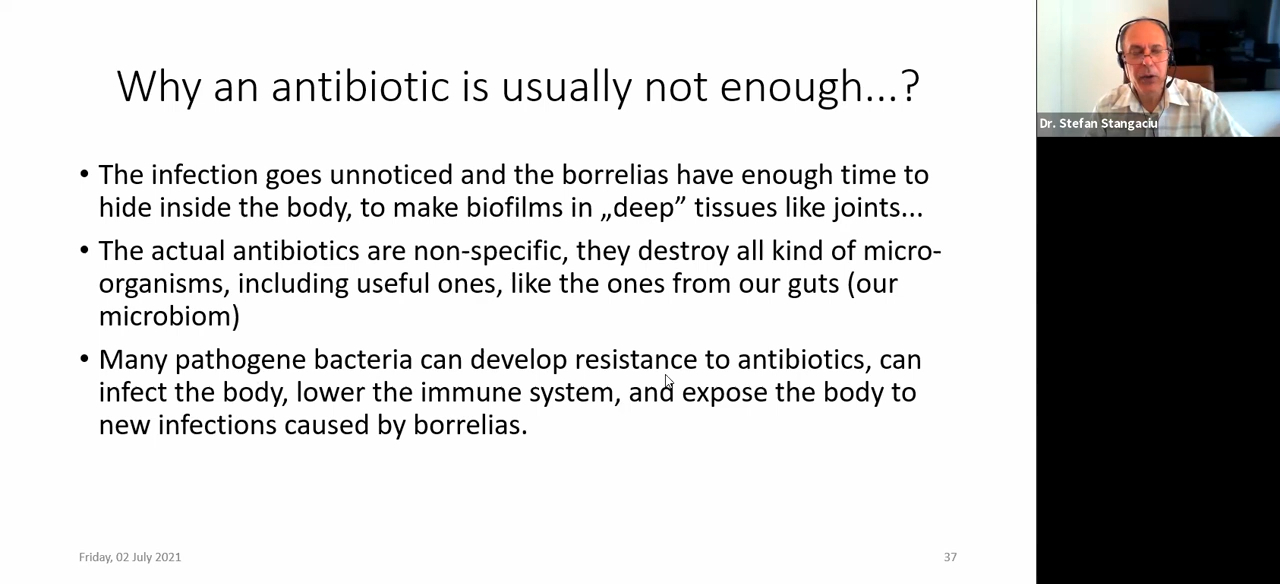 Why an antibiotic is usually not enough...?
• The infection goes unnoticed and the borrelias have enough time to
hide inside the body, to make biofilms in „deep” tissues like joints...
• The actual antibiotics are non-specific, they destroy all kind of micro-
organisms, including useful ones, like the ones from our guts (our
microbiom)
• Many pathogene bacteria can develop resistance to antibiotics, can
infect the body, lower the immune system, and expose the body to
new infections caused by borrelias.
Friday, 02 July 2021
37
Dr. Stefan Stangaciu